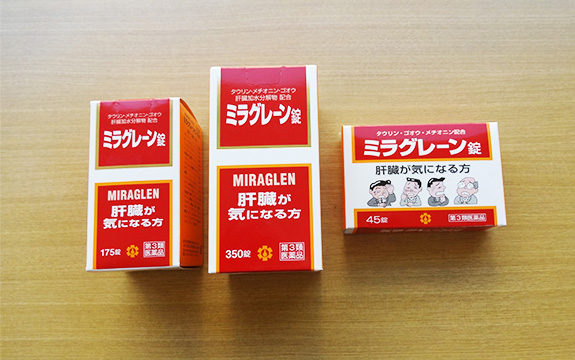 タウリン・メチオニン・ゴオウ
肝臓加水分解物 配合
ミラグレーン錠
MIRAGLEN
肝臓が
気になる方
175錠
第3類
医薬品
タウリン・メチオニン・ゴオウ
肝臓加水分解物 配合
ミラグレーン錠
MIRAGLEN
肝臓が
気になる方
350錠
第3類
医薬品
タウリン・ゴオウ・メチオニン配合
ミラグレーン錠
肝臓が気になる方
45錠
第3類医薬品